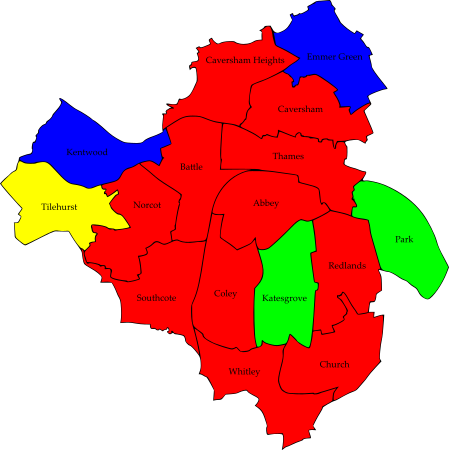 Emmer Green
Caversham Heights
Caversham
Kentwood
Battle
Thames
Tilehurst
Norcot
Abbey
Park
Redlands
Southcote
Coley
Katesgrove
Church
Whitley